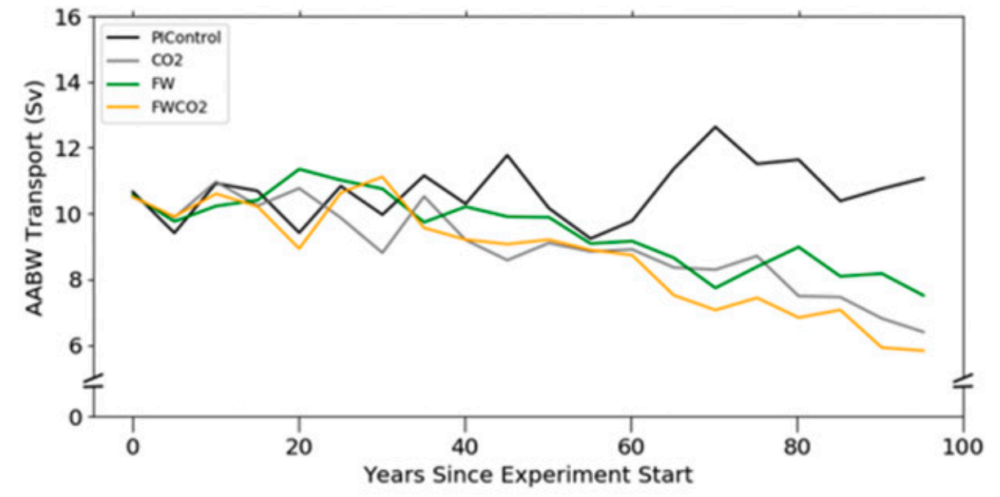 16
14
12
10
8
6
0
AABW Transport (Sv)
PIControl
CO2
FW
FWCO2
0 20 40 60 80 100
Years Since Experiment Start